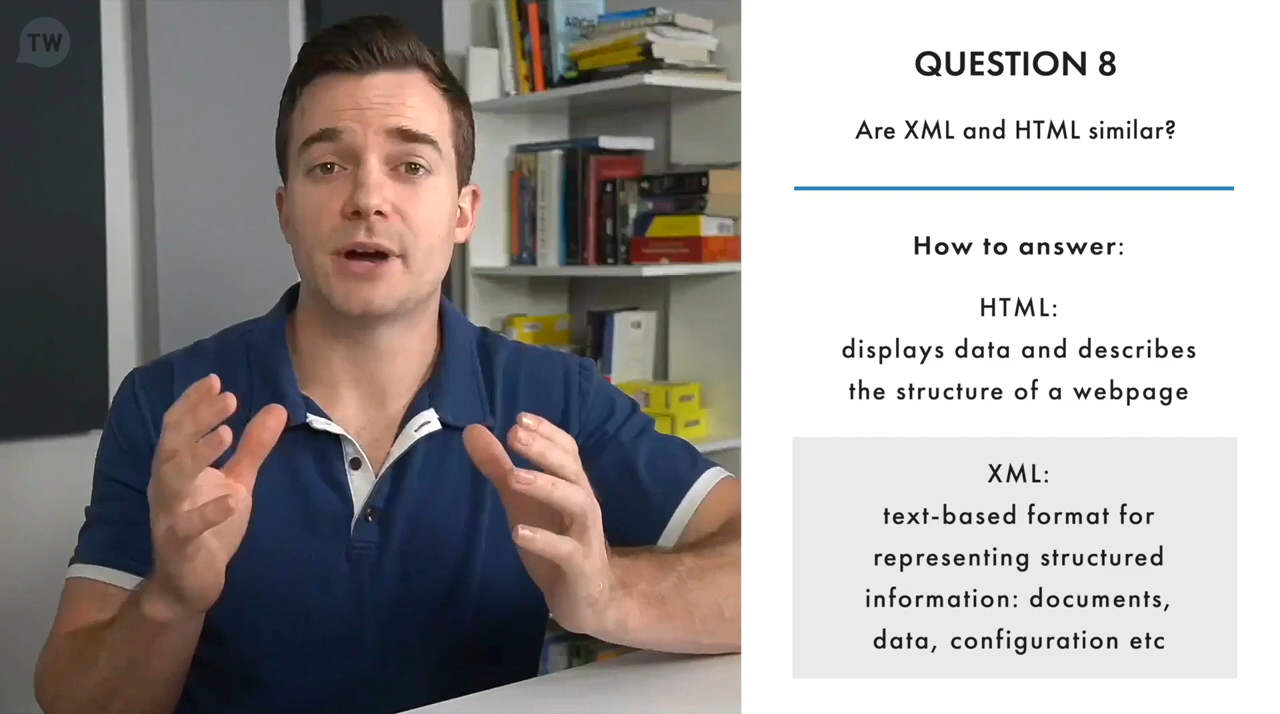 TW
ARCH
QUESTION 8
Are XML and HTML similar?
How to answer:
HTML:
displays data and describes
the structure of a webpage
XML:
text-based format for
representing structured
information: documents,
data, configuration etc